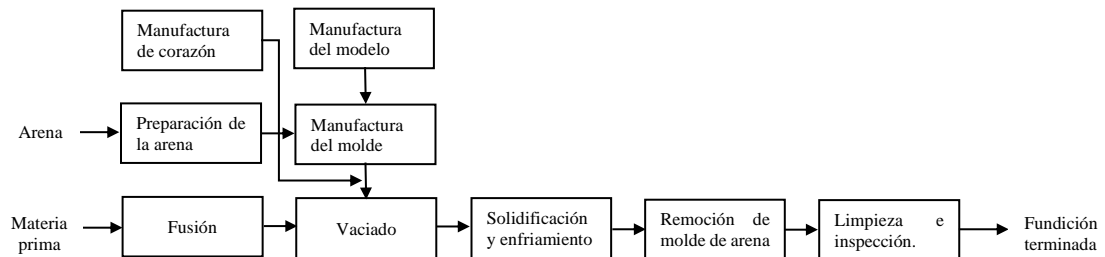 Manufactura
de corazón
Manufactura
del modelo
Arena
Preparación de
la arena
Manufactura
del molde
Materia
prima
Fusión
Vaciado
Solidificación
y enfriamiento
Remoción de
molde de arena
Limpieza e
inspección.
Fundición
terminada